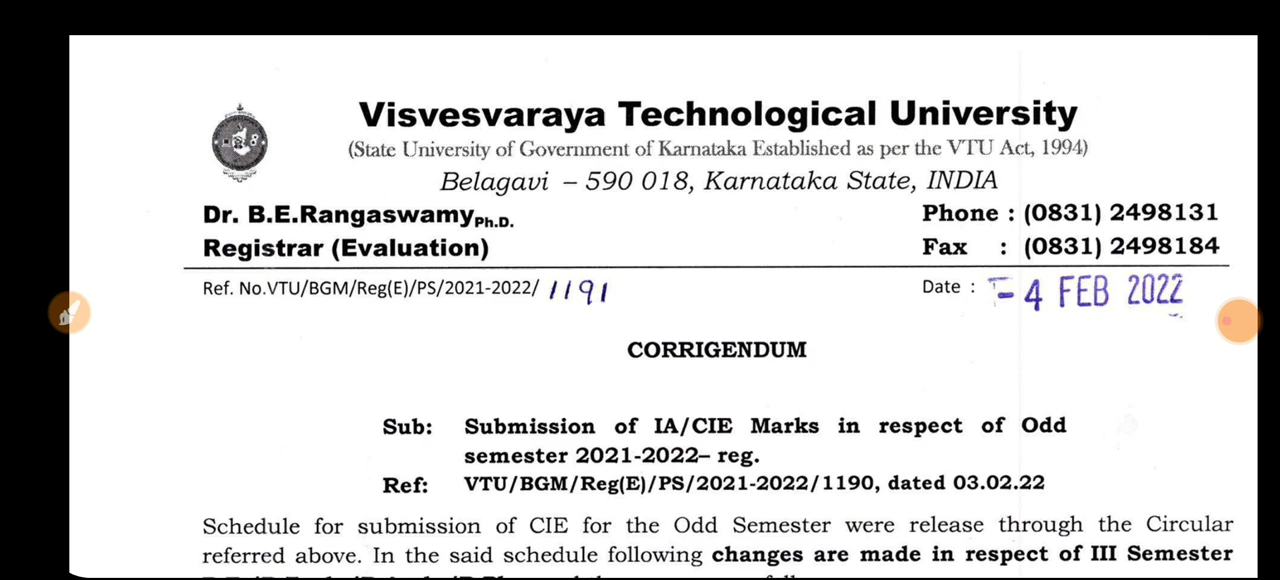 Visvesvaraya Technological University
(State University of Government of Karnataka Established as per the VTU Act, 1994)
Belagavi – 590 018, Karnataka State, INDIA
Dr. B.E.Rangaswamy Ph.D. Phone : (0831) 2498131
Registrar (Evaluation) Fax : (0831) 2498184
Ref. No.VTU/BGM/Reg(E)/PS/2021-2022/ 1191 Date : - 4 FEB 2022
CORRIGENDUM
Sub: Submission of IA/CIE Marks in respect of Odd
semester 2021-2022– reg.
Ref: VTU/BGM/Reg(E)/PS/2021-2022/1190, dated 03.02.22
Schedule for submission of CIE for the Odd Semester were release through the Circular
referred above. In the said schedule following changes are made in respect of III Semester